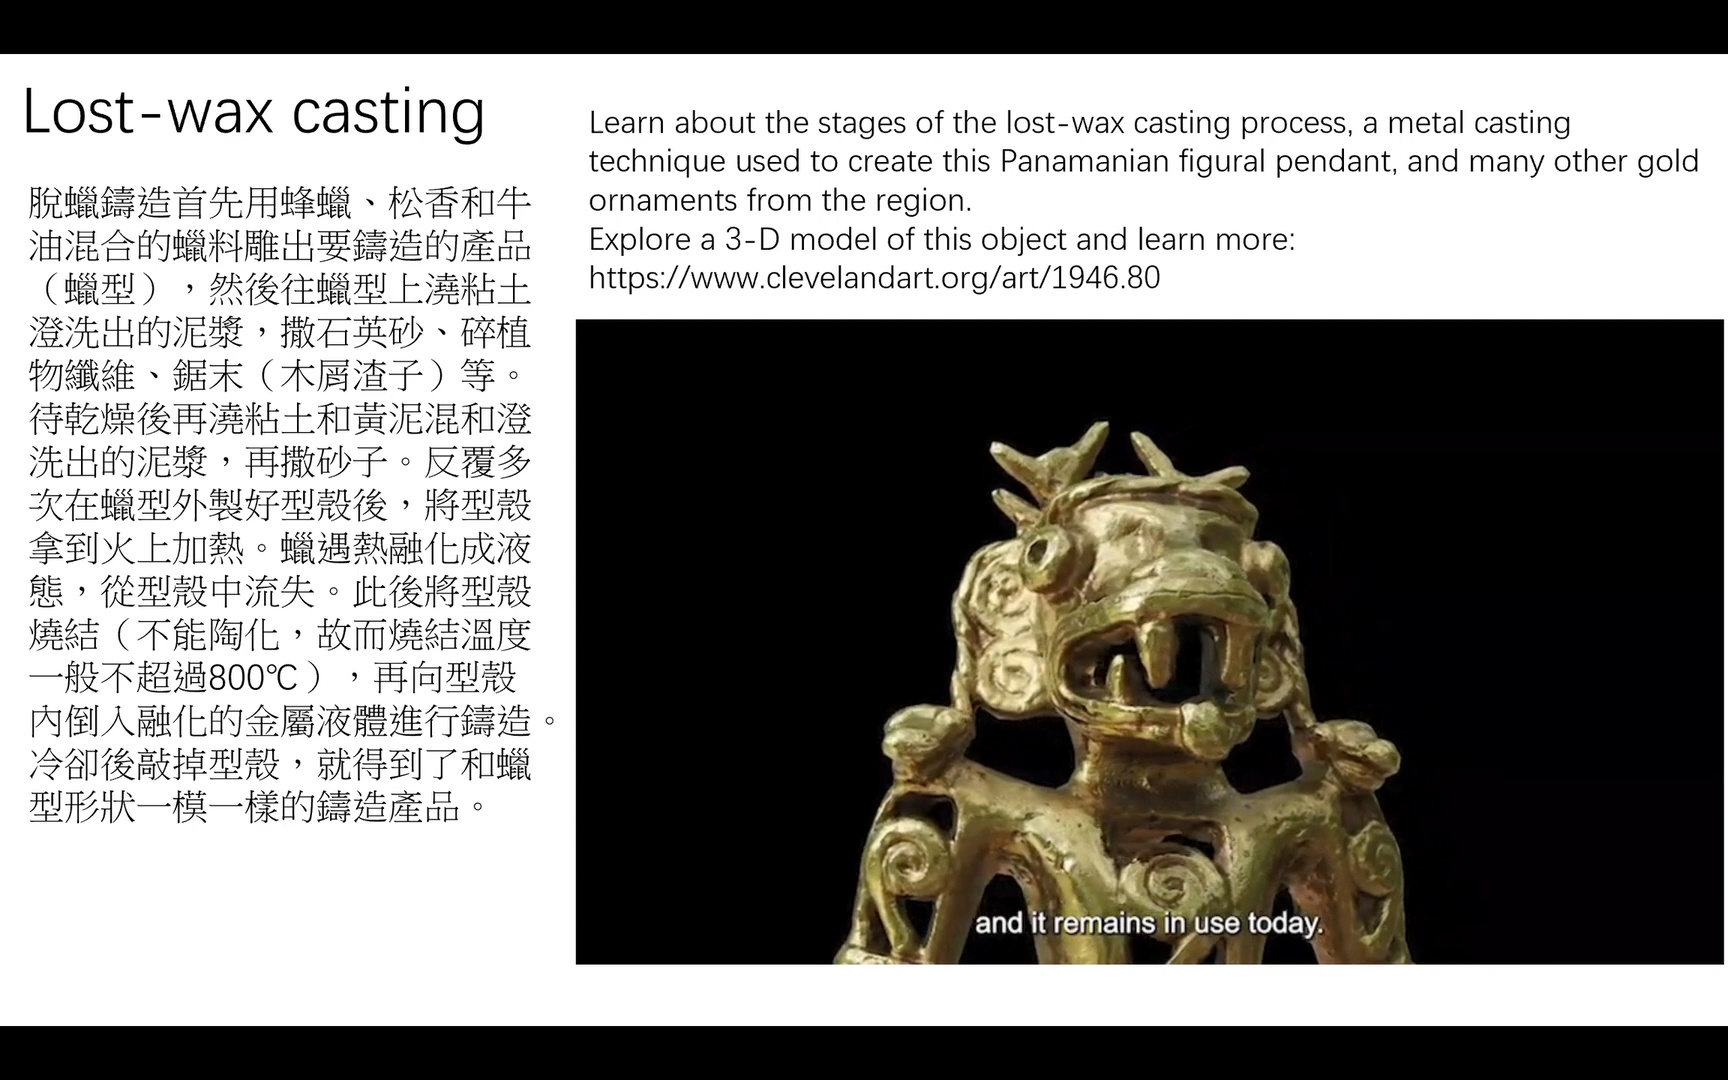 Lost-wax casting
脫蠟鑄造首先用蜂蠟、松香和牛
油混合的蠟料雕出要鑄造的產品
（蠟型），然後往蠟型上澆粘土
澄洗出的泥漿，撒石英砂、碎植
物纖維、鋸末（木屑渣子）等。
待乾燥後再澆粘土和黃泥混和澄
洗出的泥漿，再撒砂子。反覆多
次在蠟型外製好型殼後，將型殼
拿到火上加熱。蠟遇熱融化成液
態，從型殼中流失。此後將型殼
燒結（不能陶化，故而燒結溫度
一般不超過800℃），再向型殼
內倒入融化的金屬液體進行鑄造。
冷卻後敲掉型殼，就得到了和蠟
型形狀一模一樣的鑄造產品。
Learn about the stages of the lost-wax casting process, a metal casting
technique used to create this Panamanian figural pendant, and many other gold
ornaments from the region.
Explore a 3-D model of this object and learn more:
https://www.clevelandart.org/art/1946.80
and it remains in use today.